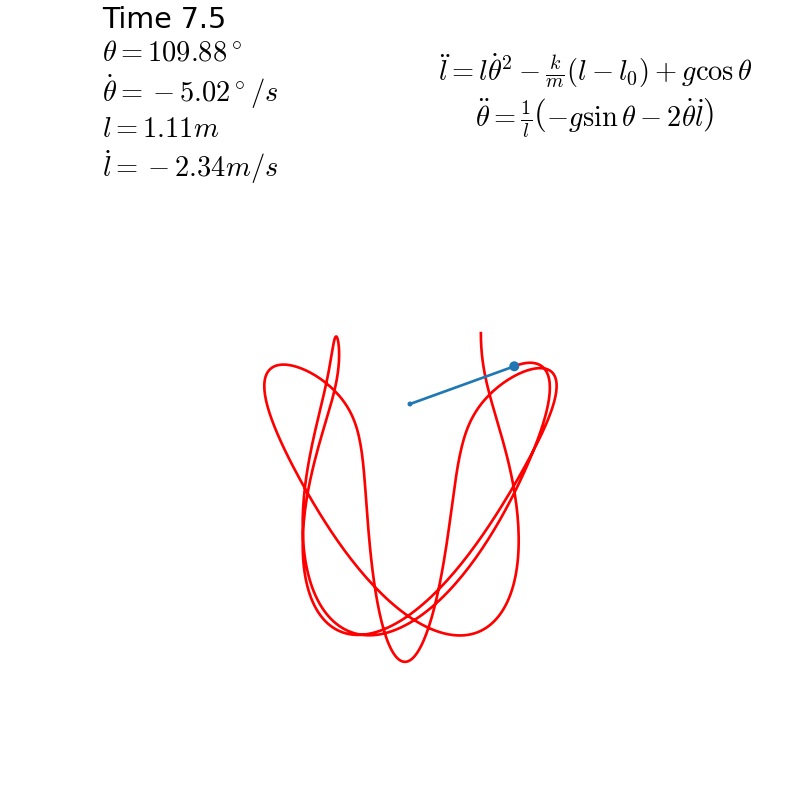 Time 7.5
θ = 109.88°
θ̇ = −5.02°/s
l = 1.11m
l̇ = −2.34m/s
l̈ = lθ̇² − k/m(l − l₀) + g cos θ
θ̈ = 1/l(−g sin θ − 2θ̇l̇)